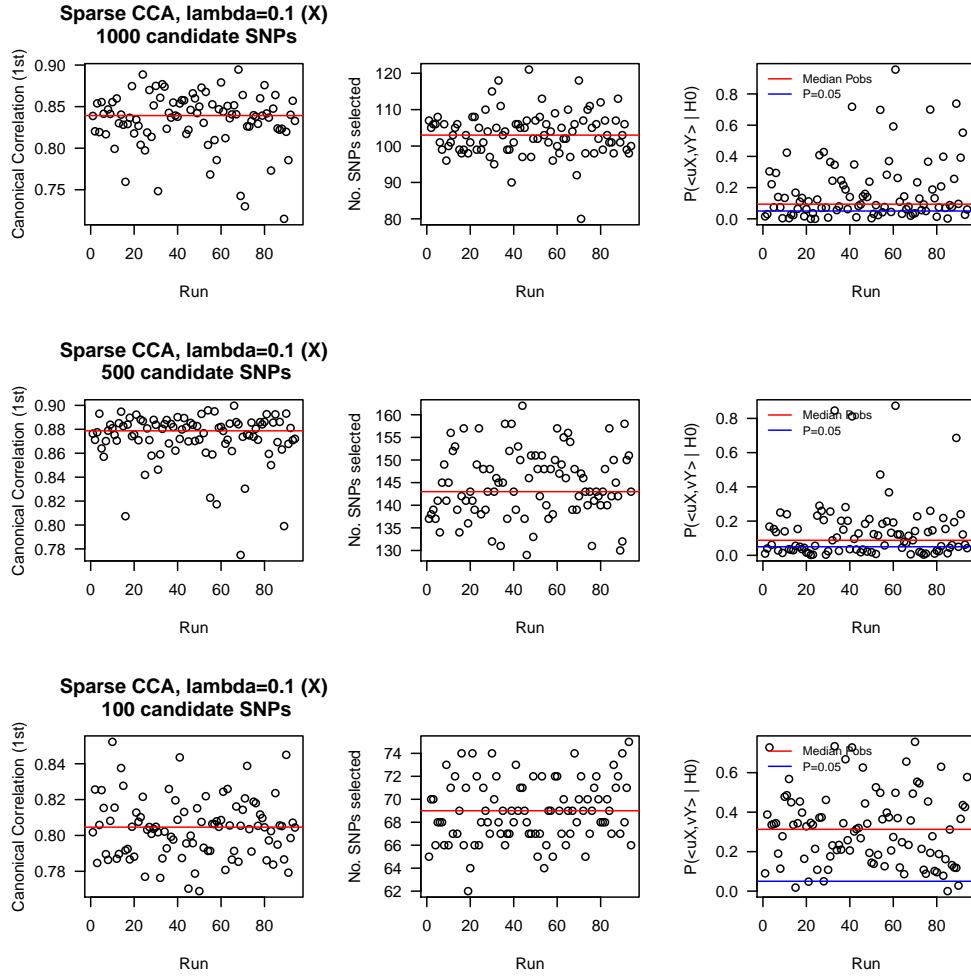 Sparse CCA, lambda=0.1 (X)
1000 candidate SNPs
Canonical Correlation (1st)
0.90
0.85
0.80
0.75
0 20 40 60 80
Run
No. SNPs selected
120
110
100
90
80
0 20 40 60 80
Run
P(<uX,vY> | H0)
0.8
0.6
0.4
0.2
0.0
Median Pobs
P=0.05
0 20 40 60 80
Run
Sparse CCA, lambda=0.1 (X)
500 candidate SNPs
Canonical Correlation (1st)
0.90
0.88
0.86
0.84
0.82
0.80
0.78
0 20 40 60 80
Run
No. SNPs selected
160
155
150
145
140
135
130
0 20 40 60 80
Run
P(<uX,vY> | H0)
0.8
0.6
0.4
0.2
0.0
Median Pobs
P=0.05
0 20 40 60 80
Run
Sparse CCA, lambda=0.1 (X)
100 candidate SNPs
Canonical Correlation (1st)
0.84
0.82
0.80
0.78
0 20 40 60 80
Run
No. SNPs selected
74
72
70
68
66
64
62
0 20 40 60 80
Run
P(<uX,vY> | H0)
0.6
0.4
0.2
0.0
Median Pobs
P=0.05
0 20 40 60 80
Run